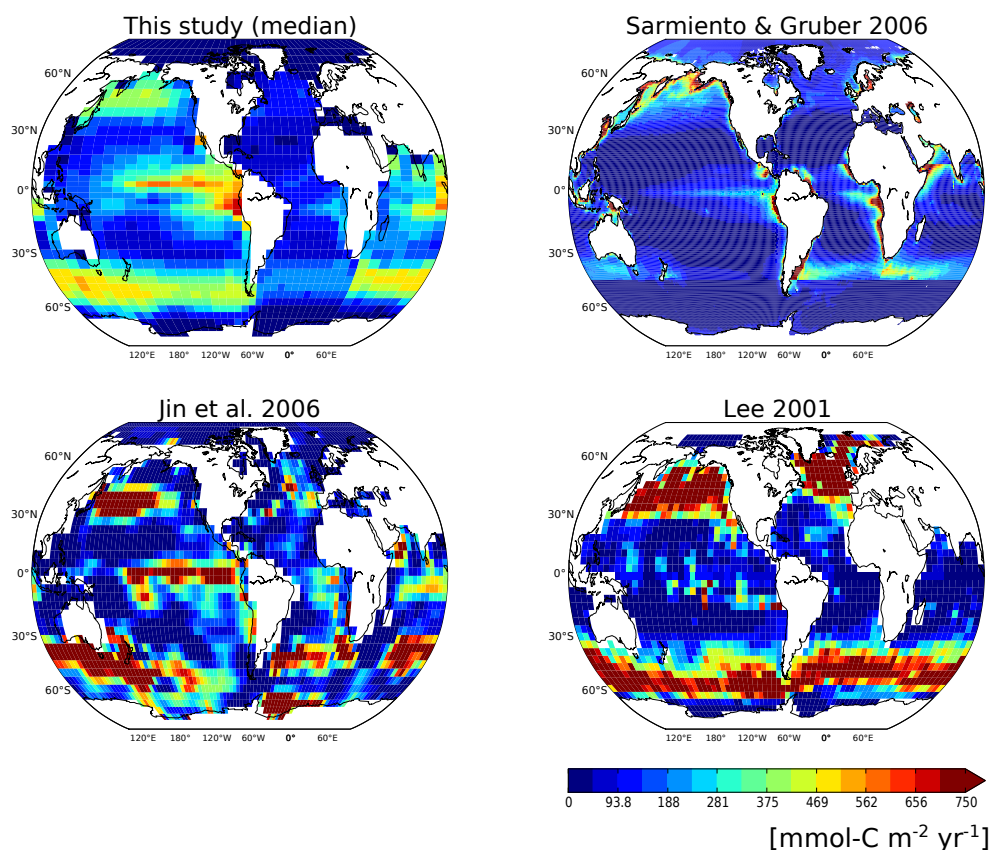 This study (median)
Sarmiento & Gruber 2006
60°N
60°N
30°N
30°N
0°
0°
30°S
30°S
60°S
60°S
120°E 180° 120°W 60°W 0° 60°E
120°E 180° 120°W 60°W 0° 60°E
Jin et al. 2006
Lee 2001
60°N
60°N
30°N
30°N
0°
0°
30°S
30°S
60°S
60°S
120°E 180° 120°W 60°W 0° 60°E
120°E 180° 120°W 60°W 0° 60°E
0 93.8 188 281 375 469 562 656 750
[mmol-C m⁻² yr⁻¹]